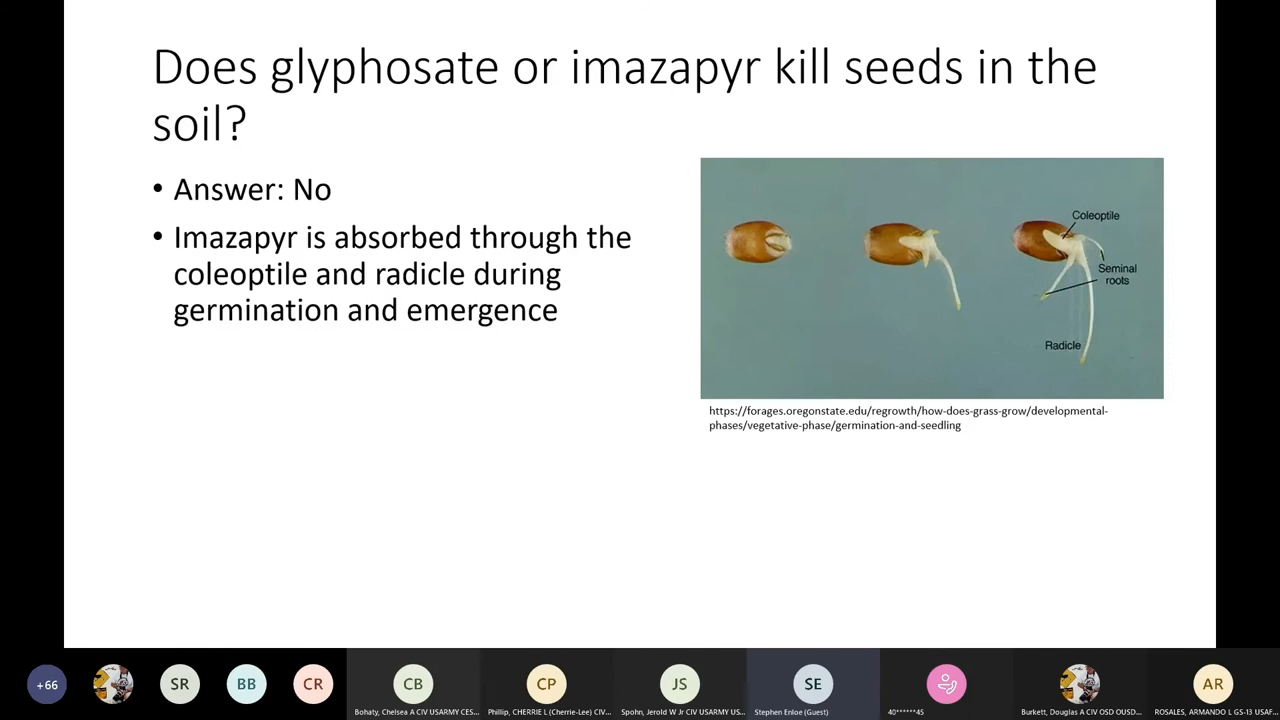 Does glyphosate or imazapyr kill seeds in the
soil?
• Answer: No
• Imazapyr is absorbed through the
coleoptile and radicle during
germination and emergence
Coleoptile
Seminal
roots
Radicle
https://forages.oregonstate.edu/regrowth/how-does-grass-grow/developmental-
phases/vegetative-phase/germination-and-seedling
+66
SR
BB
CR
CB
CP
JS
SE
AR
Bohaty, Chelsea A CIV USARMY CES...
Phillip, CHERRIE L (Cherrie-Lee) CIV...
Spohn, Jerold W Jr CIV USARMY US...
Stephen Enloe (Guest)
40******45
Burkett, Douglas A CIV OSD OUSD...
ROSALES, ARMANDO L GS-13 USAF...